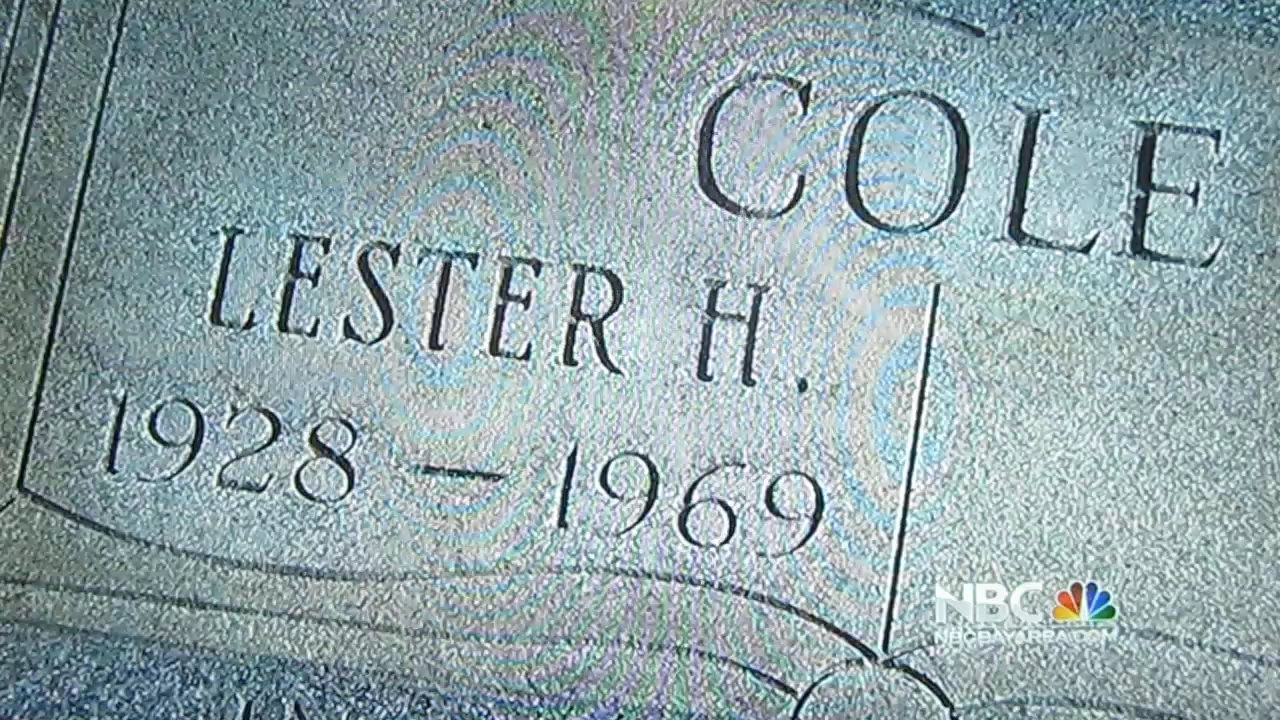 COLE
LESTER H.
1928 — 1969
NBC
NBCBAYAREA.COM